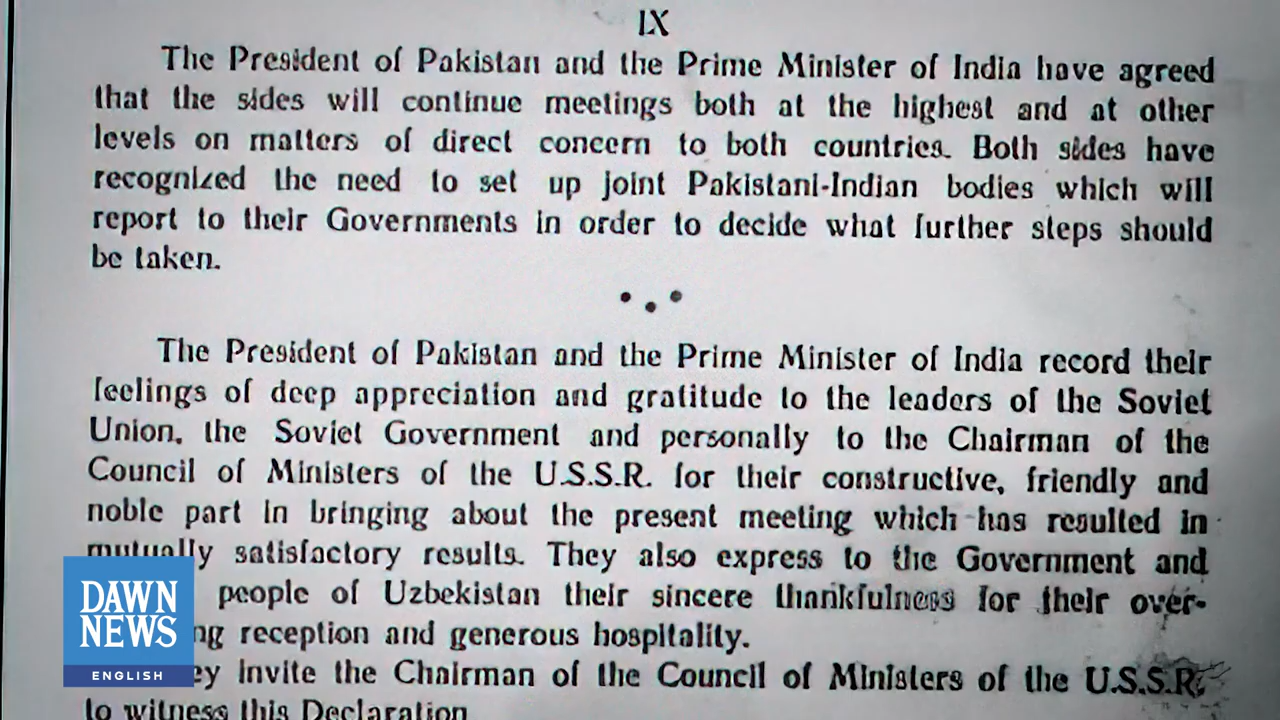 IX
The President of Pakistan and the Prime Minister of India have agreed
that the sides will continue meetings both at the highest and at other
levels on matters of direct concern to both countries. Both sides have
recognized the need to set up joint Pakistani-Indian bodies which will
report to their Governments in order to decide what further steps should
be taken.
The President of Pakistan and the Prime Minister of India record their
feelings of deep appreciation and gratitude to the leaders of the Soviet
Union, the Soviet Government and personally to the Chairman of the
Council of Ministers of the U.S.S.R. for their constructive, friendly and
noble part in bringing about the present meeting which has resulted in
mutually satisfactory results. They also express to the Government and
people of Uzbekistan their sincere thankfulness for their over-
ng reception and generous hospitality.
ey invite the Chairman of the Council of Ministers of the U.S.S.R.
to witness this Declaration
DAWN
NEWS
ENGLISH